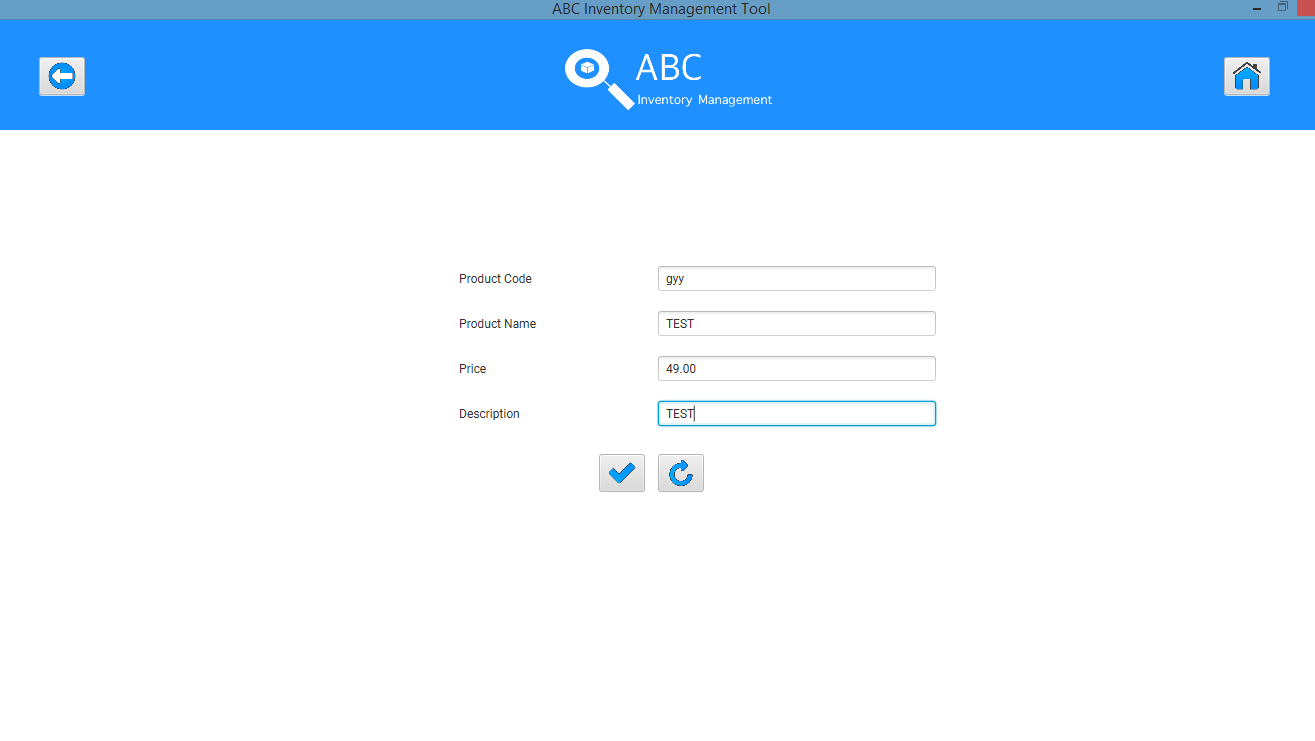 ABC Inventory Management Tool
ABC
Inventory Management
Product Code gyy
Product Name TEST
Price 49.00
Description TEST